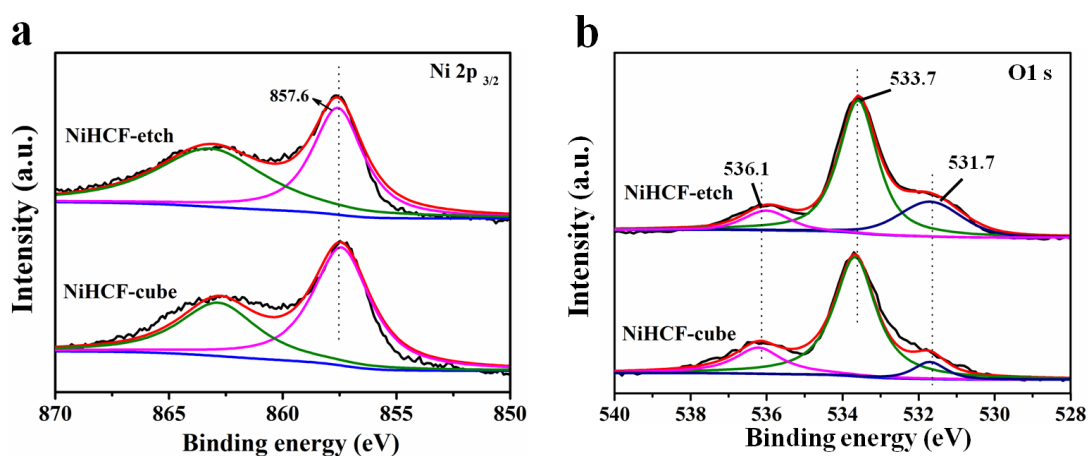 a
Ni 2p 3/2
857.6
NiHCF-etch
NiHCF-cube
Intensity (a.u.)
870 865 860 855 850
Binding energy (eV)
b
O1 s
533.7
536.1
531.7
NiHCF-etch
NiHCF-cube
Intensity (a.u.)
540 538 536 534 532 530 528
Binding energy (eV)